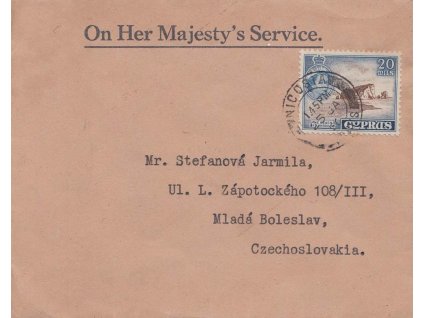 On Her Majesty's Service.
20
MILS
CYPRUS
NICOSIA
Mr. Stefanová Jarmila,
Ul. L. Zápotockého 108/III,
Mladá Boleslav,
Czechoslovakia.